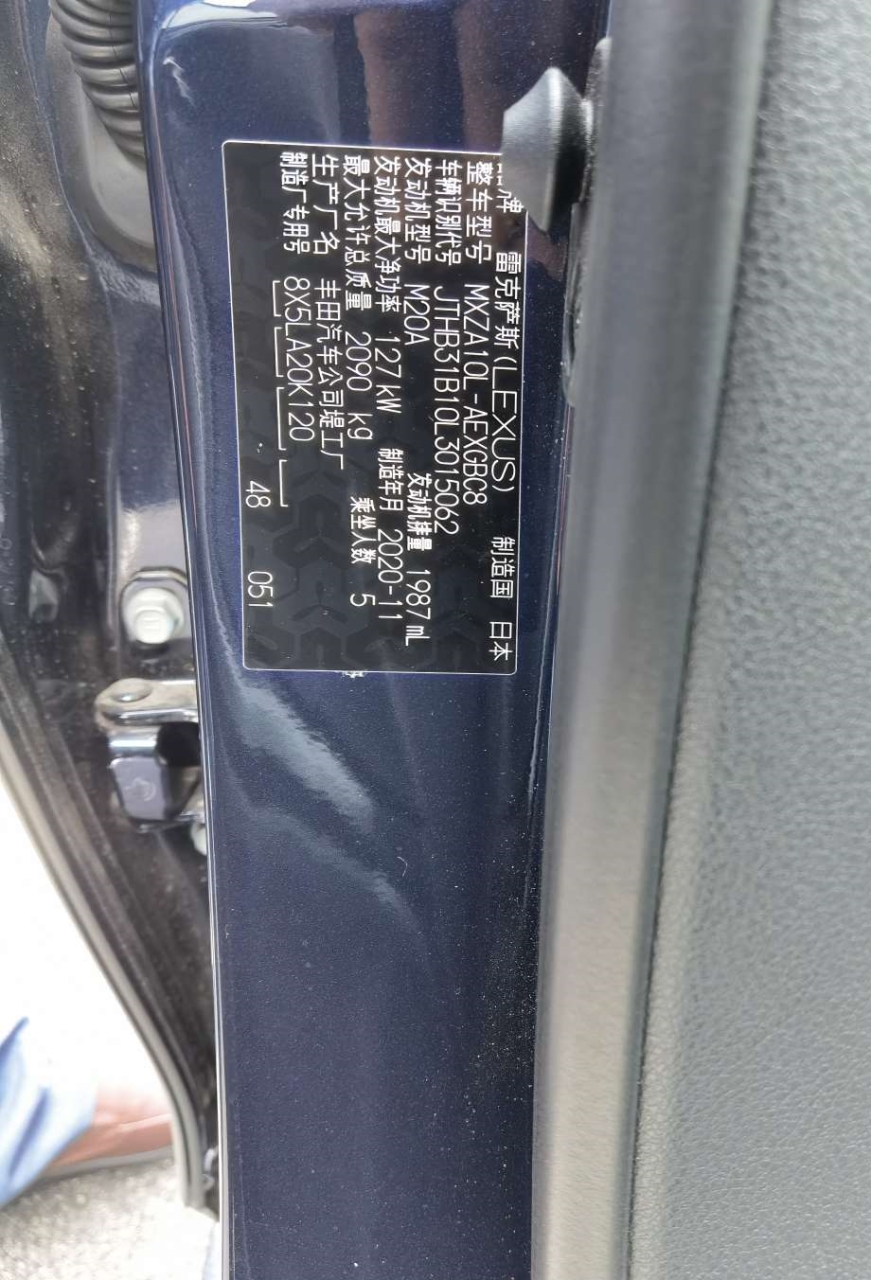 品牌 雷克萨斯(LEXUS) 制造国 日本
整车型号 MXZA10L-AEXGBC8
车辆识别代号 JTHB31B10L3015062
发动机型号 M20A 发动机排量 1987 mL
发动机最大净功率 127 kW 制造年月 2020-11
最大允许总质量 2090 kg 乘坐人数 5
生产厂名 丰田汽车公司堤工厂
制造厂专用号 8X5LA20K120
48 051